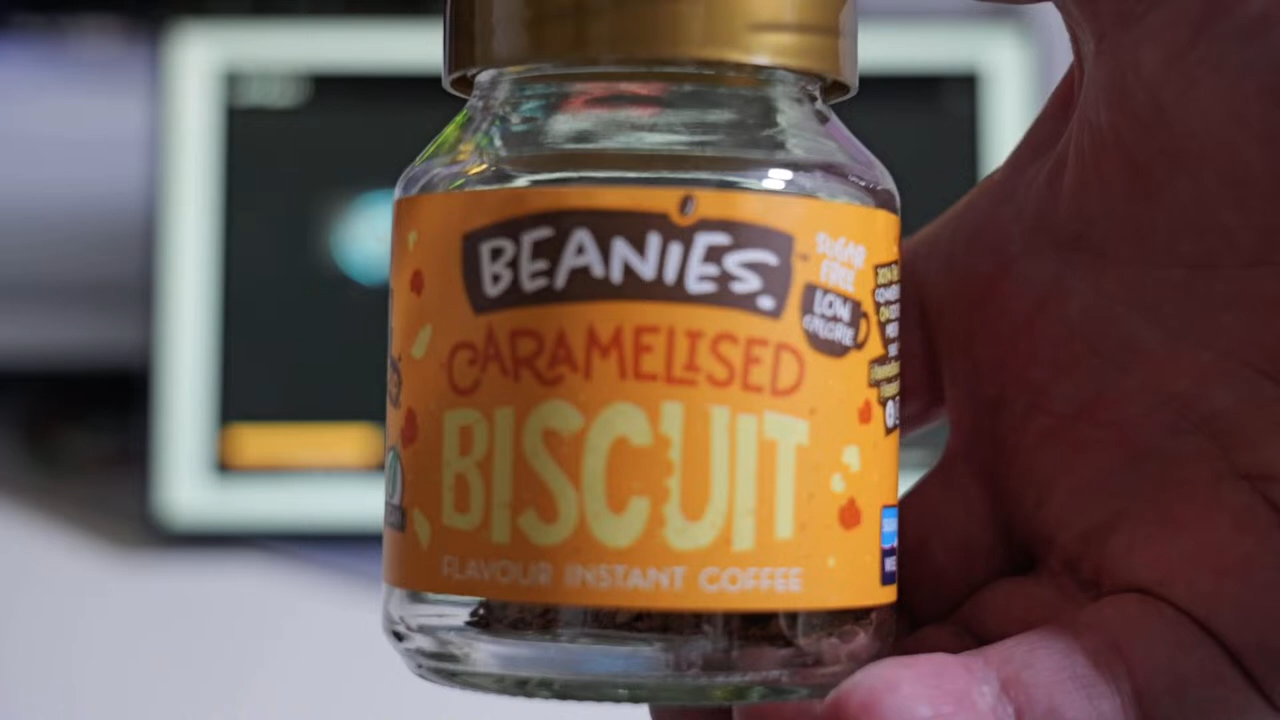 BEANIES
SUGAR
FREE
LOW
CALORIE
CARAMELISED
BISCUIT
FLAVOUR INSTANT COFFEE